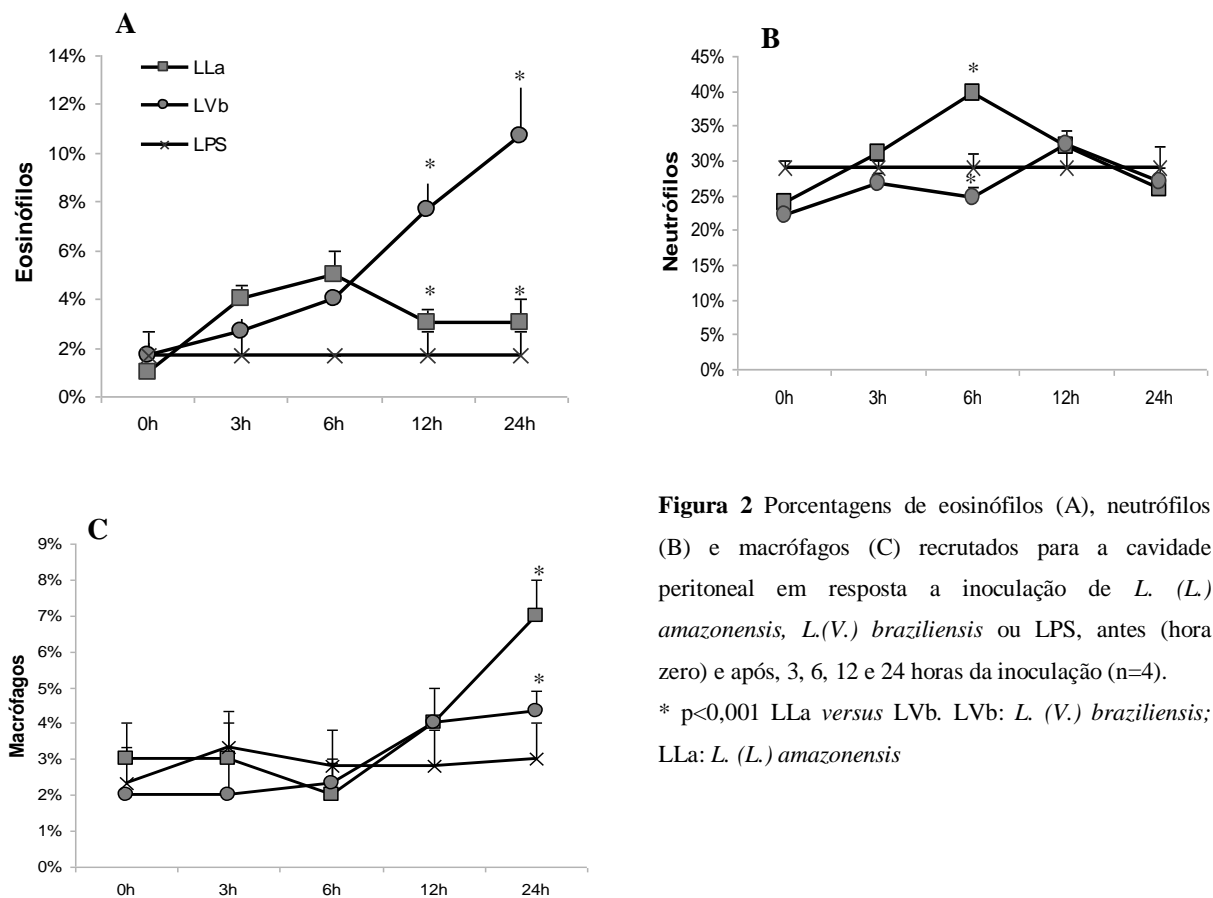 A
Eosinófilos
14%
12%
10%
8%
6%
4%
2%
0%
LLa
LVb
LPS
*
*
*
*
0h
3h
6h
12h
24h
B
Neutrófilos
45%
40%
35%
30%
25%
20%
15%
10%
5%
0%
*
*
0h
3h
6h
12h
24h
C
Macrófagos
9%
8%
7%
6%
5%
4%
3%
2%
1%
0%
*
*
0h
3h
6h
12h
24h
Figura 2 Porcentagens de eosinófilos (A), neutrófilos
(B) e macrófagos (C) recrutados para a cavidade
peritoneal em resposta a inoculação de L. (L.)
amazonensis, L.(V.) braziliensis ou LPS, antes (hora
zero) e após, 3, 6, 12 e 24 horas da inoculação (n=4).
* p<0,001 LLa versus LVb. LVb: L. (V.) braziliensis;
LLa: L. (L.) amazonensis